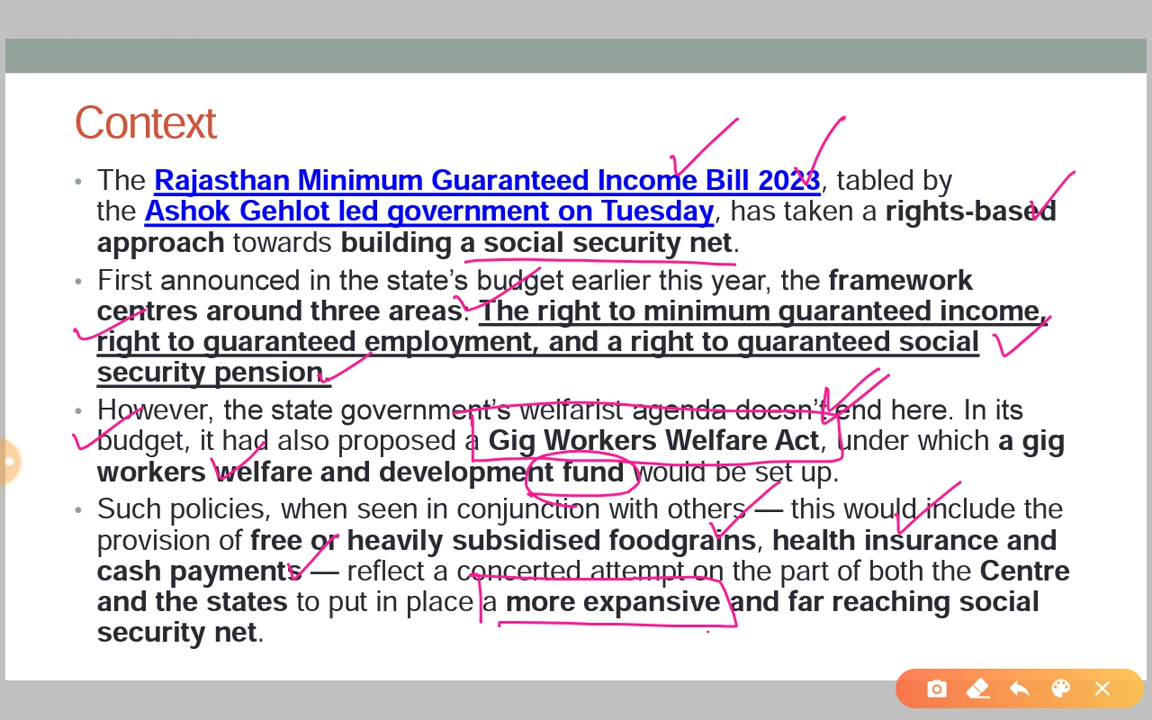 Context
• The Rajasthan Minimum Guaranteed Income Bill 2023, tabled by
the Ashok Gehlot led government on Tuesday, has taken a rights-based
approach towards building a social security net.
• First announced in the state’s budget earlier this year, the framework
centres around three areas: The right to minimum guaranteed income,
right to guaranteed employment, and a right to guaranteed social
security pension.
• However, the state government’s welfarist agenda doesn’t end here. In its
budget, it had also proposed a Gig Workers Welfare Act, under which a gig
workers welfare and development fund would be set up.
• Such policies, when seen in conjunction with others — this would include the
provision of free or heavily subsidised foodgrains, health insurance and
cash payments — reflect a concerted attempt on the part of both the Centre
and the states to put in place a more expansive and far reaching social
security net.